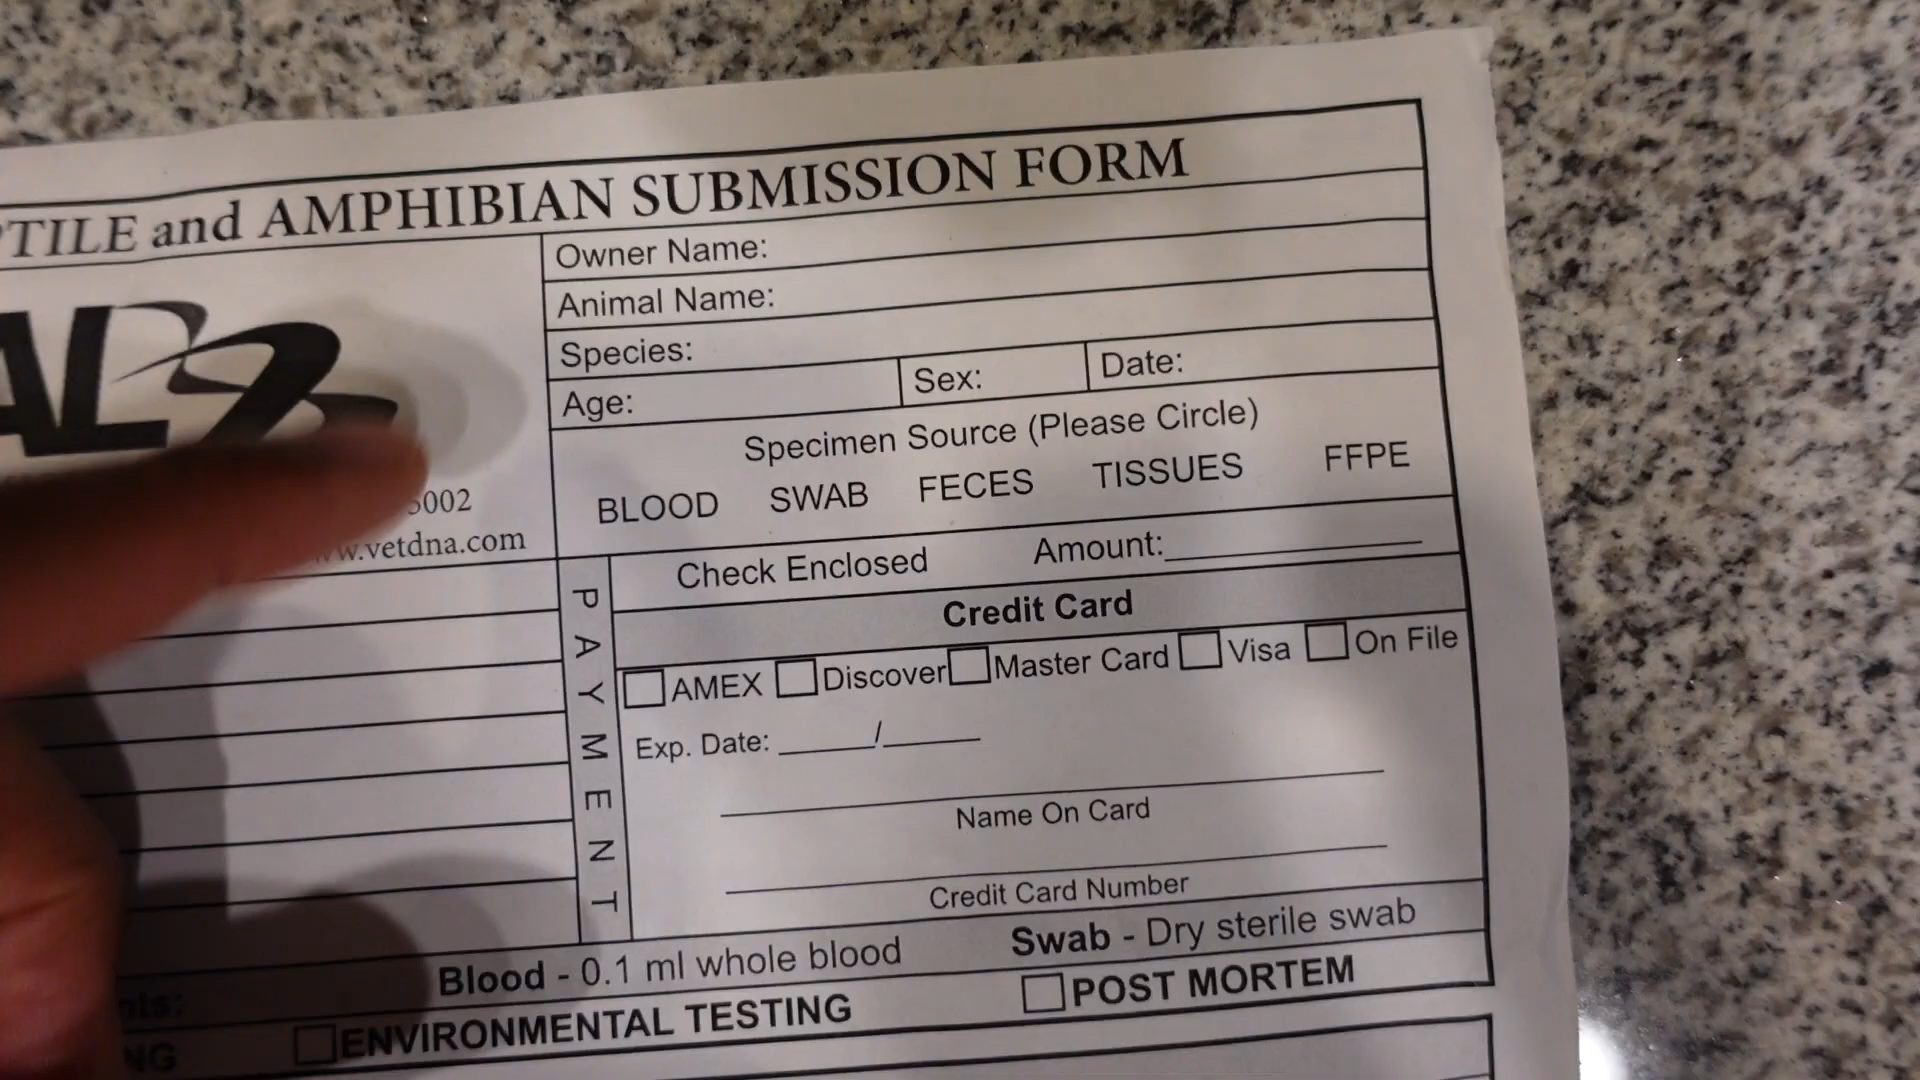 and AMPHIBIAN SUBMISSION FORM
Owner Name:
Animal Name:
Species:
Age: Sex: Date:
Specimen Source (Please Circle)
BLOOD SWAB FECES TISSUES FFPE
www.vetdna.com
PAYMENT
Check Enclosed Amount:
Credit Card
AMEX Discover Master Card Visa On File
Exp. Date: /
Name On Card
Credit Card Number
Blood - 0.1 ml whole blood Swab - Dry sterile swab
ENVIRONMENTAL TESTING POST MORTEM